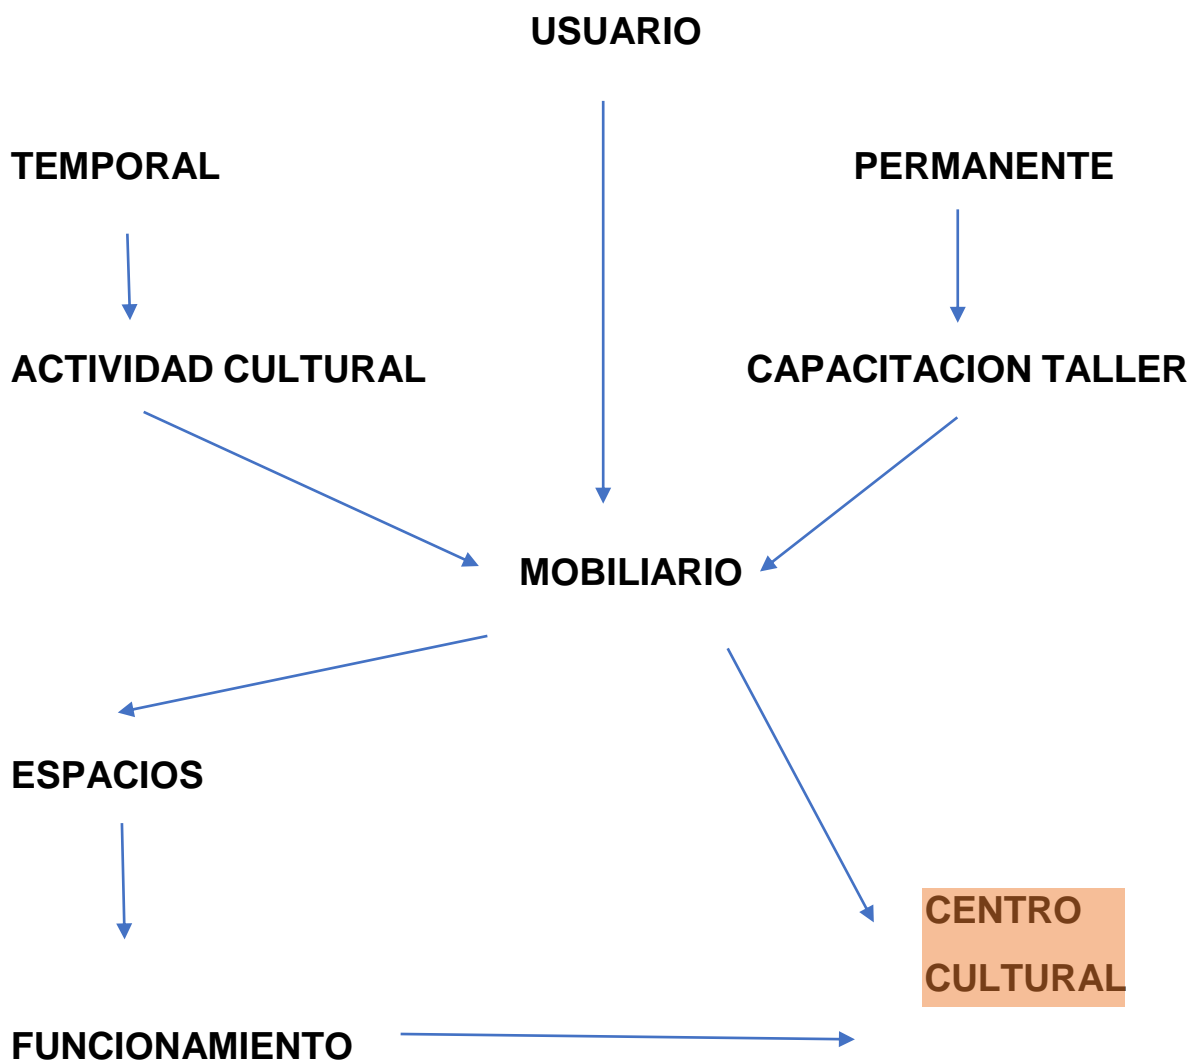 USUARIO
TEMPORAL
PERMANENTE
ACTIVIDAD CULTURAL
CAPACITACION TALLER
MOBILIARIO
ESPACIOS
CENTRO
CULTURAL
FUNCIONAMIENTO